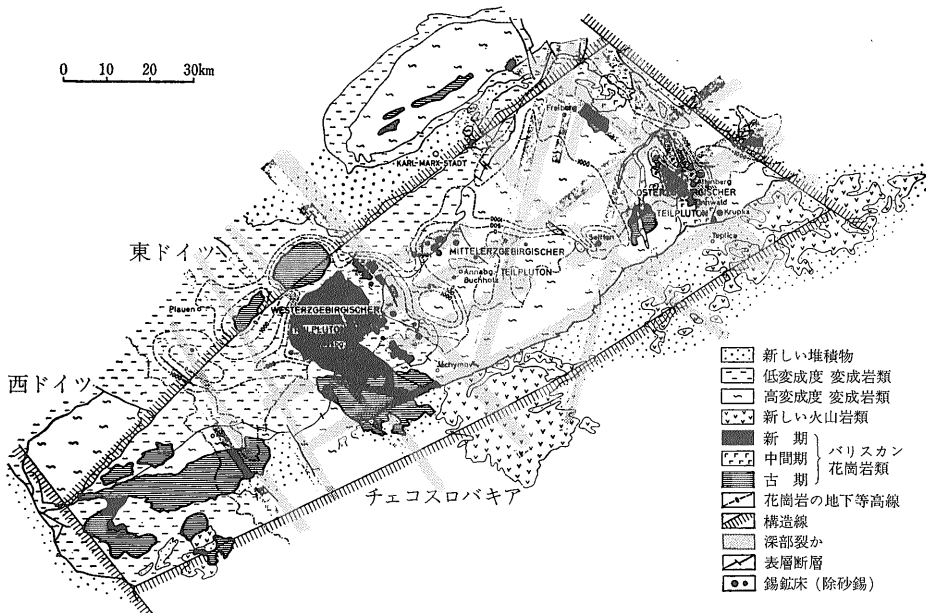 0 10 20 30km
Freiberg
KARL-MARX-STADT
1000
Altenberg
OSTERZGEBIRGISCHER
TEILPLUTON
Krupka
Teplice
東ドイツ
MITTELERZGEBIRGISCHER
TEILPLUTON
Annabg.
Buchholz
Plauen
WESTERZGEBIRGISCHER
TEILPLUTON
西ドイツ
チェコスロバキア
新しい堆積物
低変成度 変成岩類
高変成度 変成岩類
新しい火山岩類
新期
中間期
古期
バリスカン
花崗岩類
花崗岩の地下等高線
構造線
深部裂か
表層断層
錫鉱床（除砂錫）